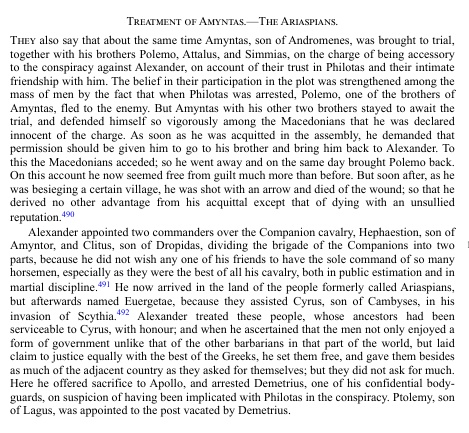 TREATMENT OF AMYNTAS.—THE ARIASPIANS.
THEY also say that about the same time Amyntas, son of Andromenes, was brought to trial,
together with his brothers Polemo, Attalus, and Simmias, on the charge of being accessory
to the conspiracy against Alexander, on account of their trust in Philotas and their intimate
friendship with him. The belief in their participation in the plot was strengthened among the
mass of men by the fact that when Philotas was arrested, Polemo, one of the brothers of
Amyntas, fled to the enemy. But Amyntas with his other two brothers stayed to await the
trial, and defended himself so vigorously among the Macedonians that he was declared
innocent of the charge. As soon as he was acquitted in the assembly, he demanded that
permission should be given him to go to his brother and bring him back to Alexander. To
this the Macedonians acceded; so he went away and on the same day brought Polemo back.
On this account he now seemed free from guilt much more than before. But soon after, as he
was besieging a certain village, he was shot with an arrow and died of the wound; so that he
derived no other advantage from his acquittal except that of dying with an unsullied
reputation.490
Alexander appointed two commanders over the Companion cavalry, Hephaestion, son of
Amyntor, and Clitus, son of Dropidas, dividing the brigade of the Companions into two
parts, because he did not wish any one of his friends to have the sole command of so many
horsemen, especially as they were the best of all his cavalry, both in public estimation and in
martial discipline.491 He now arrived in the land of the people formerly called Ariaspians,
but afterwards named Euergetae, because they assisted Cyrus, son of Cambyses, in his
invasion of Scythia.492 Alexander treated these people, whose ancestors had been
serviceable to Cyrus, with honour; and when he ascertained that the men not only enjoyed a
form of government unlike that of the other barbarians in that part of the world, but laid
claim to justice equally with the best of the Greeks, he set them free, and gave them besides
as much of the adjacent country as they asked for themselves; but they did not ask for much.
Here he offered sacrifice to Apollo, and arrested Demetrius, one of his confidential body-
guards, on suspicion of having been implicated with Philotas in the conspiracy. Ptolemy, son
of Lagus, was appointed to the post vacated by Demetrius.